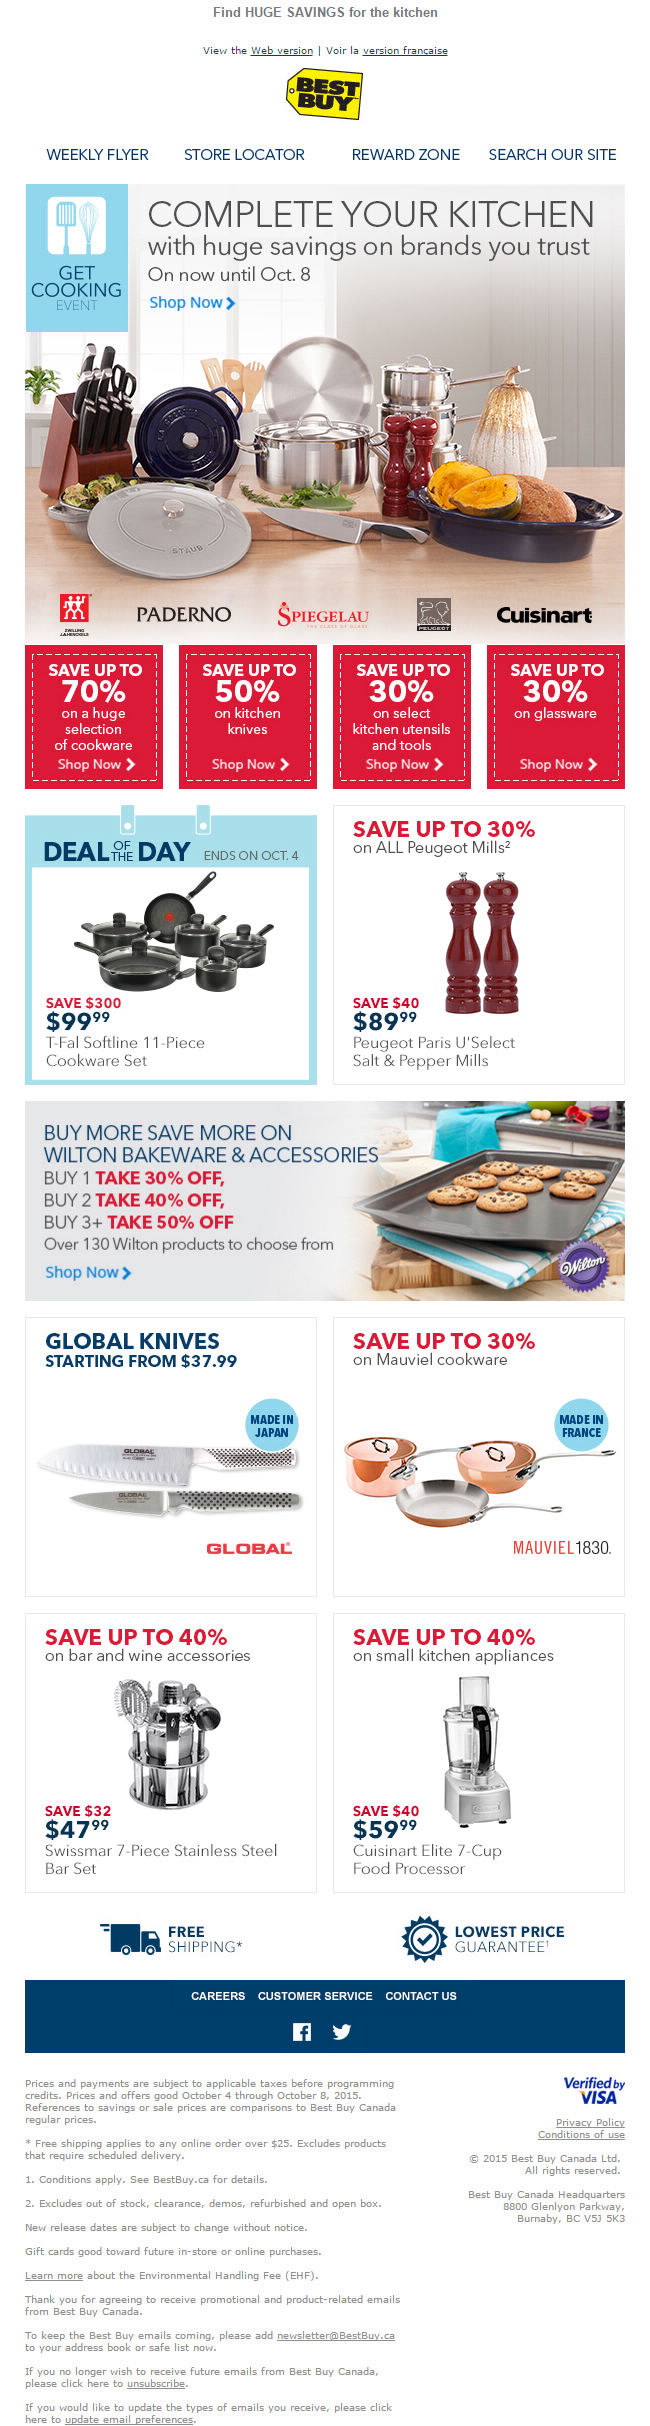 Find HUGE SAVINGS for the kitchen
View the Web version | Voir la version francaise
BEST
BUY
WEEKLY FLYER STORE LOCATOR REWARD ZONE SEARCH OUR SITE
GET
COOKING
EVENT
COMPLETE YOUR KITCHEN
with huge savings on brands you trust
On now until Oct. 8
Shop Now
STAUB
ZWILLING
J.A.HENCKELS
PADERNO
SPIEGELAU
THE CLASS OF GLASS
PEUGEOT
Cuisinart
SAVE UP TO
70%
on a huge
selection
of cookware
Shop Now
SAVE UP TO
50%
on kitchen
knives
Shop Now
SAVE UP TO
30%
on select
kitchen utensils
and tools
Shop Now
SAVE UP TO
30%
on glassware
Shop Now
DEAL OF THE DAY ENDS ON OCT. 4
SAVE $300
$99⁹⁹
T-Fal Softline 11-Piece
Cookware Set
SAVE UP TO 30%
on ALL Peugeot Mills²
SAVE $40
$89⁹⁹
Peugeot Paris U'Select
Salt & Pepper Mills
BUY MORE SAVE MORE ON
WILTON BAKEWARE & ACCESSORIES
BUY 1 TAKE 30% OFF,
BUY 2 TAKE 40% OFF,
BUY 3+ TAKE 50% OFF
Over 130 Wilton products to choose from
Shop Now
Wilton
GLOBAL KNIVES
STARTING FROM $37.99
MADE IN
JAPAN
GLOBAL
GLOBAL
GLOBAL
SAVE UP TO 30%
on Mauviel cookware
MADE IN
FRANCE
MAUVIEL1830.
SAVE UP TO 40%
on bar and wine accessories
SAVE $32
$47⁹⁹
Swissmar 7-Piece Stainless Steel
Bar Set
SAVE UP TO 40%
on small kitchen appliances
SAVE $40
$59⁹⁹
Cuisinart Elite 7-Cup
Food Processor
FREE
SHIPPING*
LOWEST PRICE
GUARANTEE¹
CAREERS CUSTOMER SERVICE CONTACT US
Prices and payments are subject to applicable taxes before programming
credits. Prices and offers good October 4 through October 8, 2015.
References to savings or sale prices are comparisons to Best Buy Canada
regular prices.
* Free shipping applies to any online order over $25. Excludes products
that require scheduled delivery.
1. Conditions apply. See BestBuy.ca for details.
2. Excludes out of stock, clearance, demos, refurbished and open box.
New release dates are subject to change without notice.
Gift cards good toward future in-store or online purchases.
Learn more about the Environmental Handling Fee (EHF).
Thank you for agreeing to receive promotional and product-related emails
from Best Buy Canada.
To keep the Best Buy emails coming, please add newsletter@BestBuy.ca
to your address book or safe list now.
If you no longer wish to receive future emails from Best Buy Canada,
please click here to unsubscribe.
If you would like to update the types of emails you receive, please click
here to update email preferences.
Verified by
VISA
Privacy Policy
Conditions of use
© 2015 Best Buy Canada Ltd.
All rights reserved.
Best Buy Canada Headquarters
8800 Glenlyon Parkway,
Burnaby, BC V5J 5K3